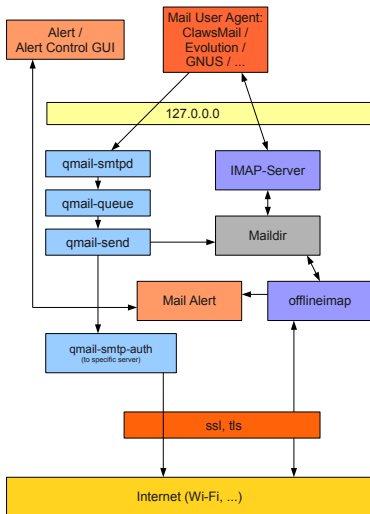 Alert /
Alert Control GUI
Mail User Agent:
ClawsMail /
Evolution /
GNUS / ...
127.0.0.0
qmail-smtpd
IMAP-Server
qmail-queue
qmail-send
Maildir
Mail Alert
offlineimap
qmail-smtp-auth
(to specific server)
ssl, tls
Internet (Wi-Fi, ...)